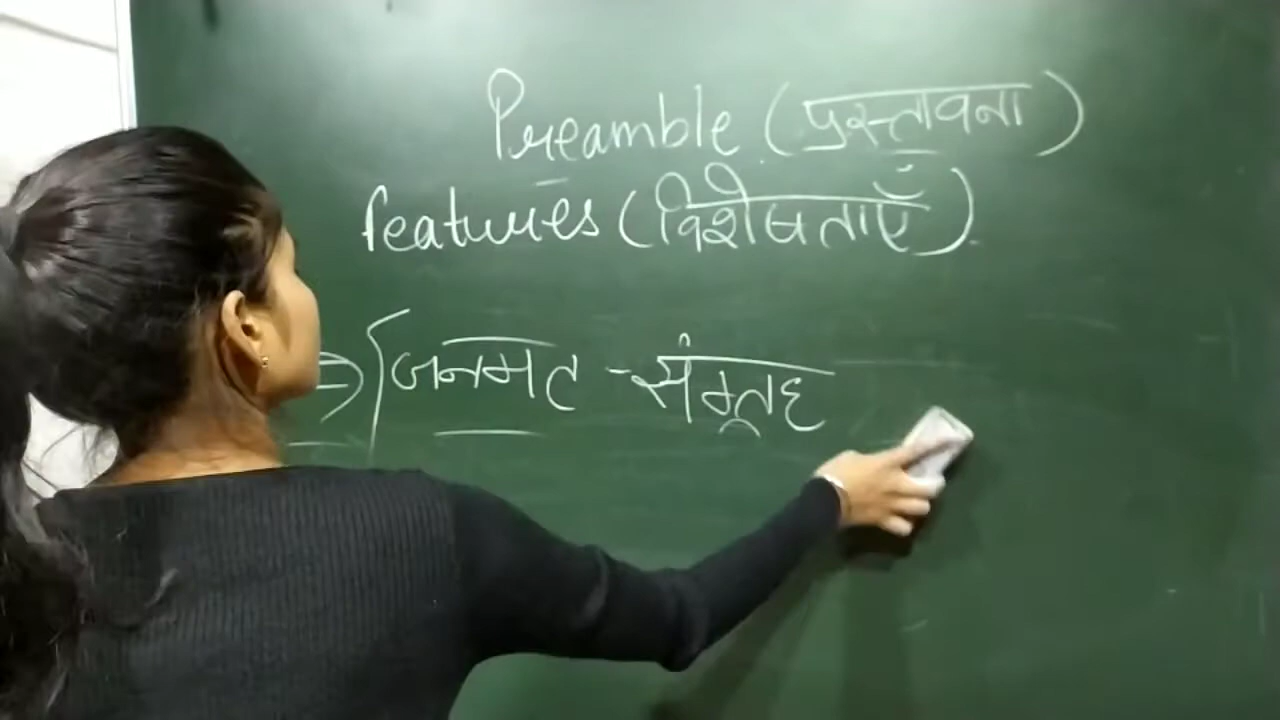 Preamble (प्रस्तावना)
Features (विशेषताएँ)
⇒ जनमत - संग्रह